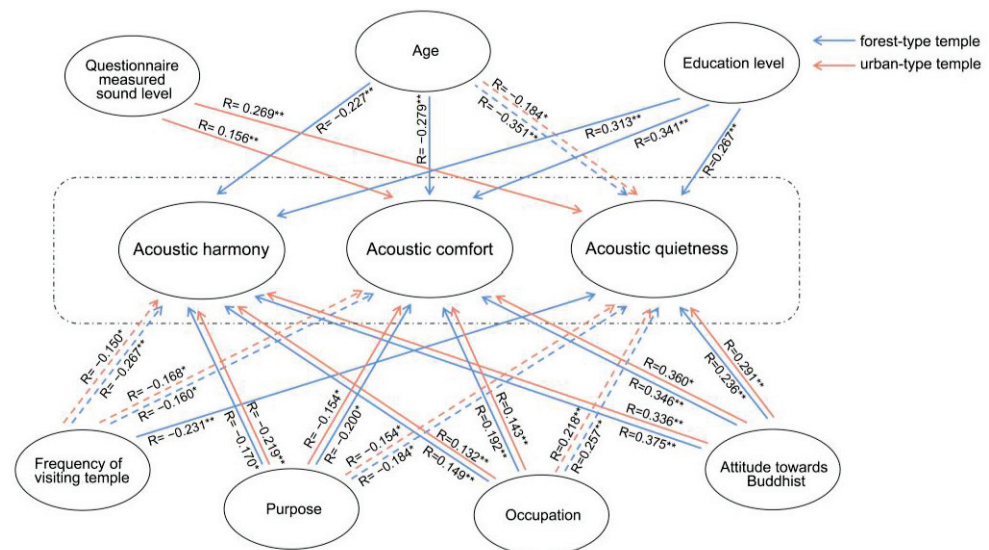 Questionnaire
measured
sound level
Age
Education level
forest-type temple
urban-type temple
R= 0.269**
R= 0.156**
R= −0.227**
R= −0.279**
R= −0.184*
R= −0.351**
R=0.313**
R=0.341**
R=0.267**
Acoustic harmony
Acoustic comfort
Acoustic quietness
R= −0.150*
R= −0.267**
R= −0.168*
R= −0.160*
R= −0.231**
R= −0.219**
R= −0.170*
R= −0.154*
R= −0.200*
R= −0.154*
R= −0.184*
R=0.132**
R=0.149**
R=0.143**
R=0.192**
R=0.218**
R=0.257**
R=0.360*
R=0.346**
R=0.336**
R=0.375**
R=0.291**
R=0.236**
Frequency of
visiting temple
Purpose
Occupation
Attitude towards
Buddhist